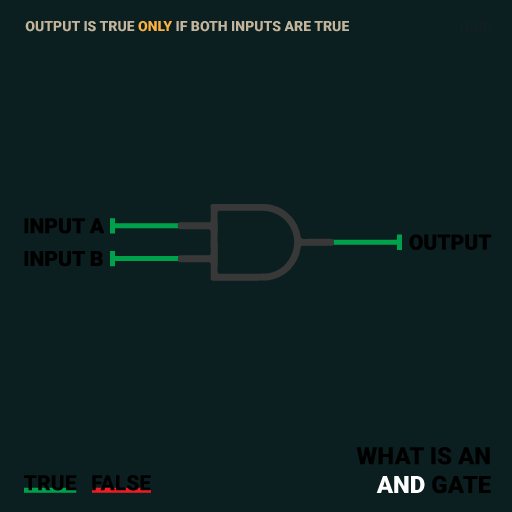 OUTPUT IS TRUE ONLY IF BOTH INPUTS ARE TRUE
INPUT A
INPUT B
OUTPUT
TRUE FALSE
WHAT IS AN
AND GATE